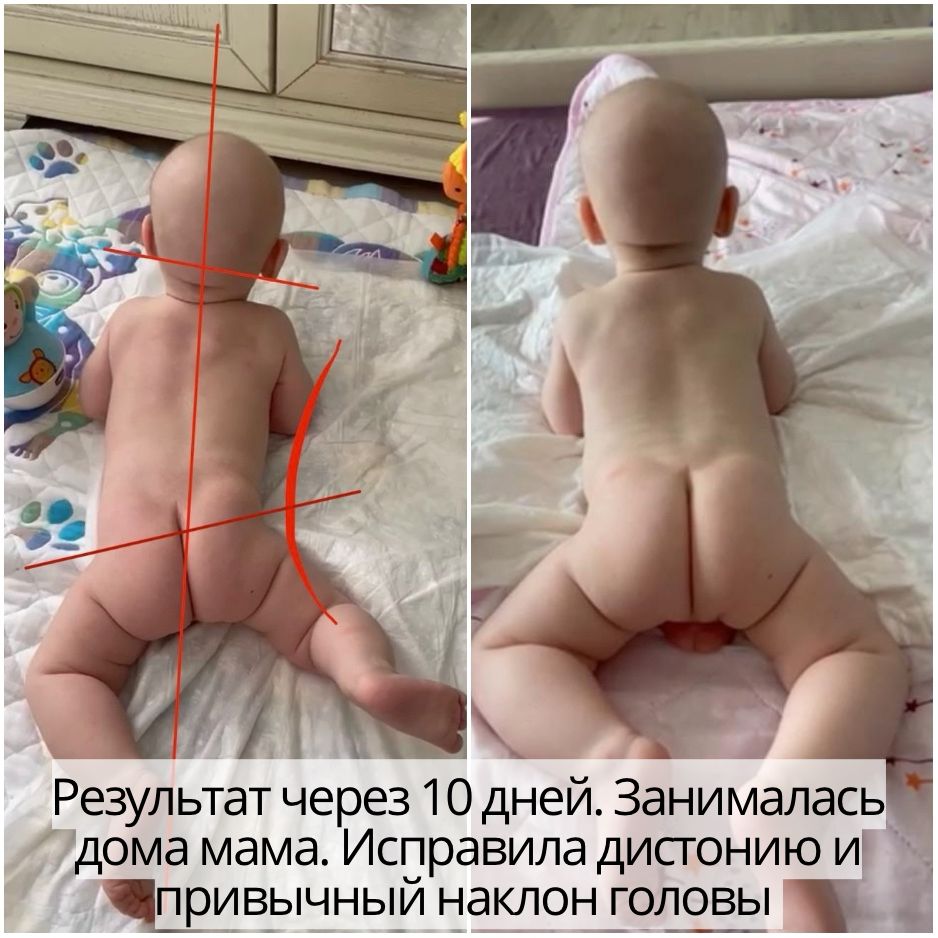 Результат через 10 дней. Занималась
дома мама. Исправила дистонию и
привычный наклон головы